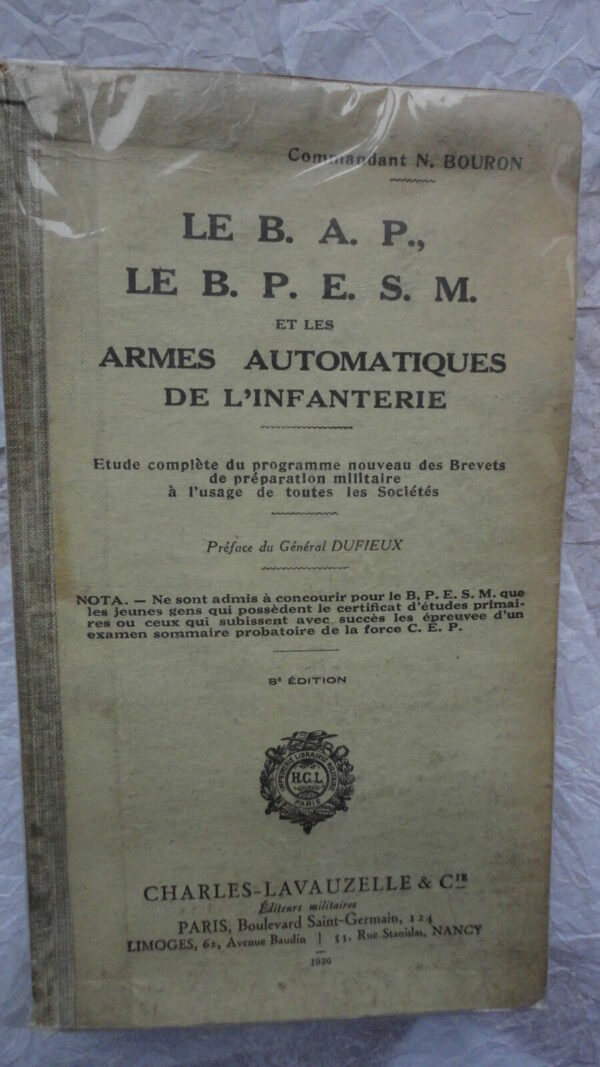 Commandant N. BOURON
LE B. A. P.,
LE B. P. E. S. M.
ET LES
ARMES AUTOMATIQUES
DE L'INFANTERIE
Etude complète du programme nouveau des Brevets
de préparation militaire
à l'usage de toutes les Sociétés
Préface du Général DUFIEUX
NOTA. — Ne sont admis à concourir pour le B. P. E. S. M. que
les jeunes gens qui possèdent le certificat d'études primai-
res ou ceux qui subissent avec succès les épreuvee d'un
examen sommaire probatoire de la force C. E. P.
8e ÉDITION
IMPRIMERIE LIBRAIRIE MILITAIRE
H.C.L.
PARIS
CHARLES-LAVAUZELLE & CIE
Éditeurs militaires
PARIS, Boulevard Saint-Germain, 124
LIMOGES, 62, Avenue Baudin | 51, Rue Stanislas, NANCY
1936